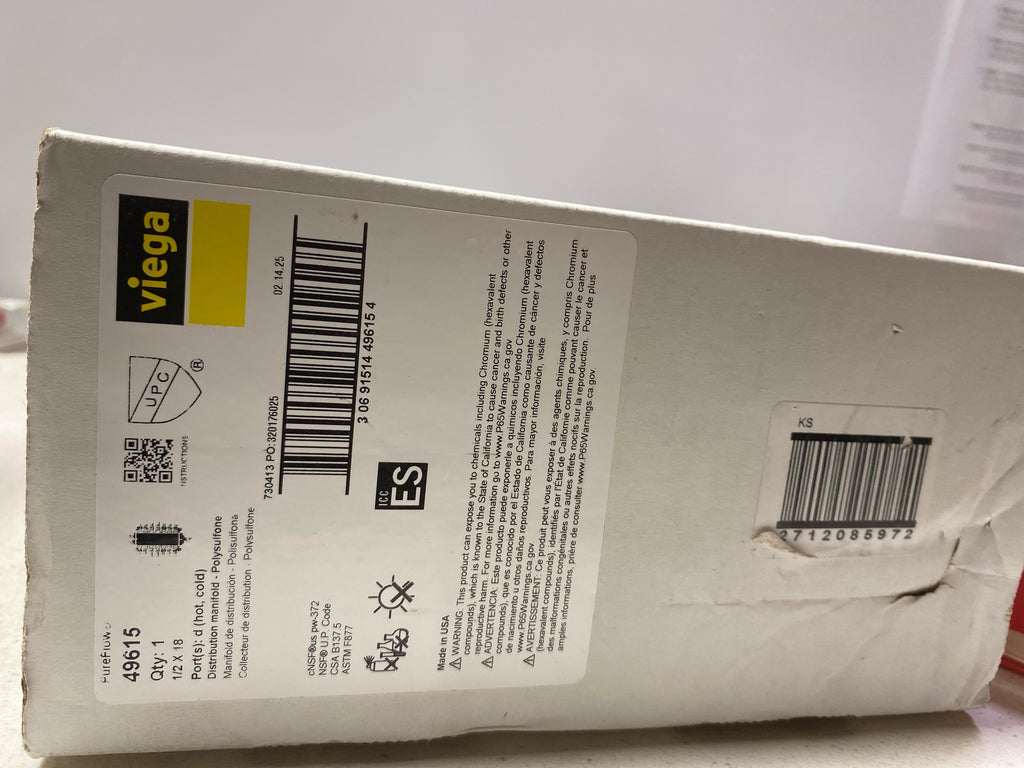 viega
UPC®
PureFlow®
49615
Qty: 1
1/2 X 18
Port(s): d (hot, cold)
Distribution manifold - Polysulfone
Manifold de distribución - Polisulfona
Collecteur de distribution - Polysulfone
02.14.25
730413 PO:320176025
3 06 91514 49615 4
cNSF®us pw-372
NSF® U.P. Code
CSA B137.5
ASTM F877
ICC
ES
Made in USA
⚠ WARNING: This product can expose you to chemicals including Chromium (hexavalent
compounds), which is known to the State of California to cause cancer and birth defects or other
reproductive harm. For more information go to www.P65Warnings.ca.gov
⚠ ADVERTENCIA: Este producto puede exponerle a químicos incluyendo Chromium (hexavalent
compounds), que es conocido por el Estado de California como causante de cáncer y defectos
de nacimiento u otros daños reproductivos. Para mayor información, visite
www.P65Warnings.ca.gov.
⚠ AVERTISSEMENT: Ce produit peut vous exposer à des agents chimiques, y compris Chromium
(hexavalent compounds), identifiés par l'État de Californie comme pouvant causer le cancer et
des malformations congénitales ou autres effets nocifs sur la reproduction. Pour de plus
amples informations, prière de consulter www.P65Warnings.ca.gov.
KS
2712085972